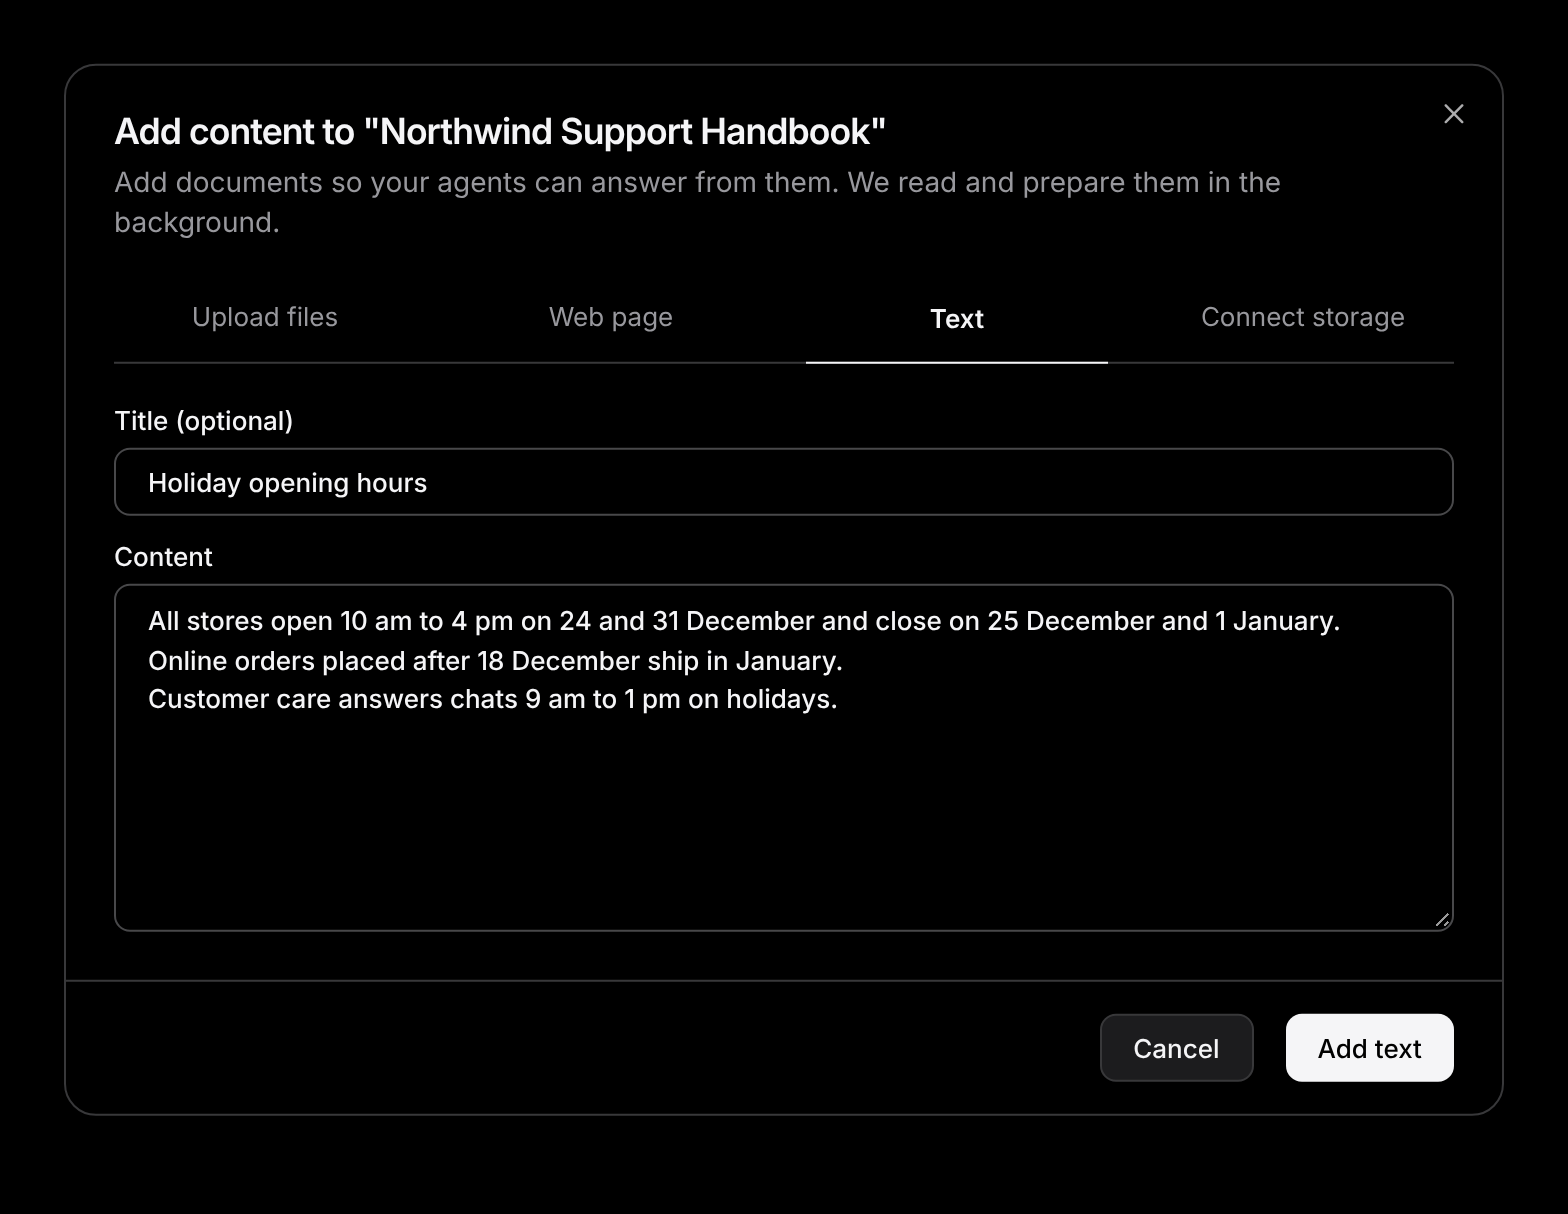 Add content to "Northwind Support Handbook"
Add documents so your agents can answer from them. We read and prepare them in the
background.
Upload files
Web page
Text
Connect storage
Title (optional)
Holiday opening hours
Content
All stores open 10 am to 4 pm on 24 and 31 December and close on 25 December and 1 January.
Online orders placed after 18 December ship in January.
Customer care answers chats 9 am to 1 pm on holidays.
Cancel
Add text